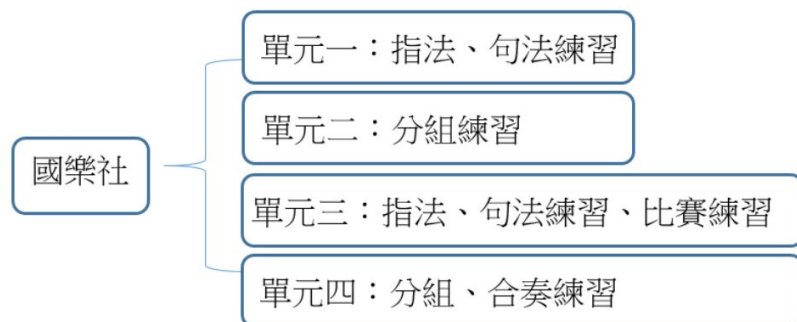 國樂社
單元一：指法、句法練習
單元二：分組練習
單元三：指法、句法練習、比賽練習
單元四：分組、合奏練習